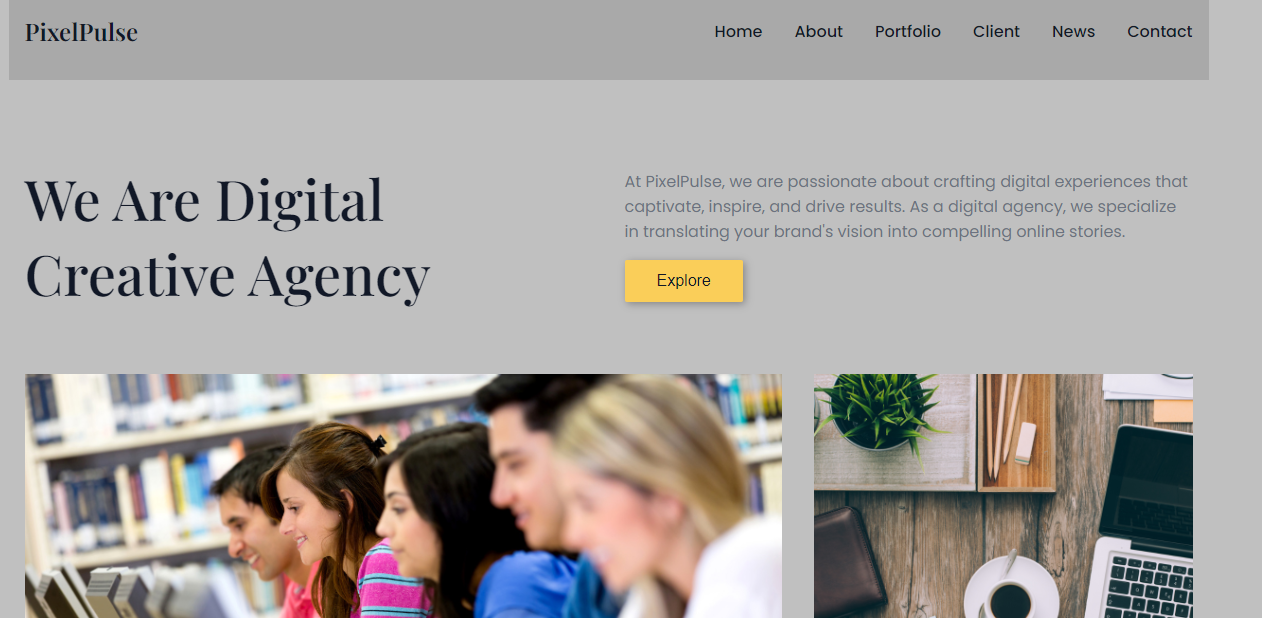 PixelPulse
Home About Portfolio Client News Contact
We Are Digital
Creative Agency
At PixelPulse, we are passionate about crafting digital experiences that
captivate, inspire, and drive results. As a digital agency, we specialize
in translating your brand's vision into compelling online stories.
Explore